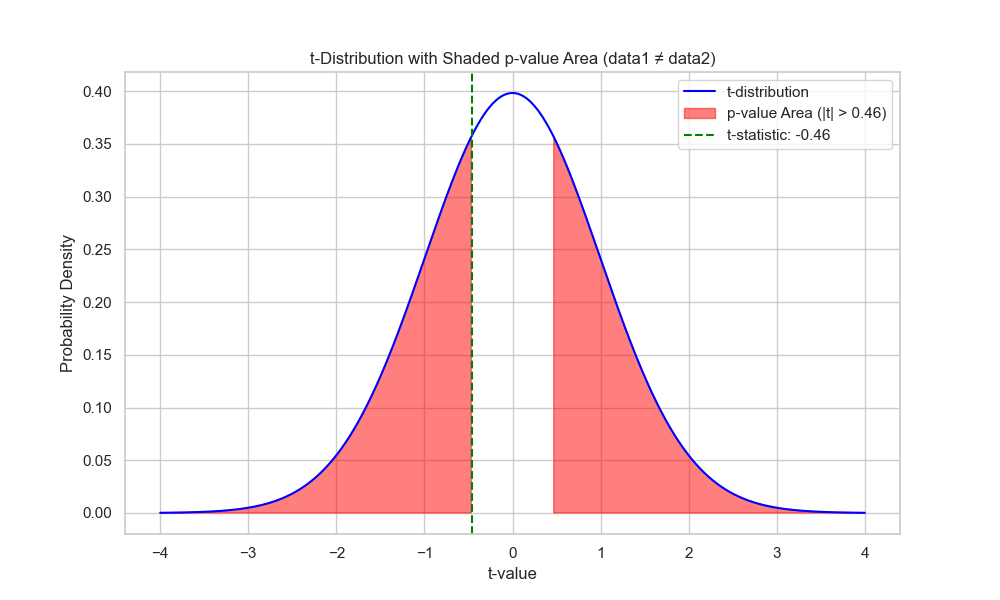 t-Distribution with Shaded p-value Area (data1 ≠ data2)
t-distribution
p-value Area (|t| > 0.46)
t-statistic: -0.46
Probability Density
0.40
0.35
0.30
0.25
0.20
0.15
0.10
0.05
0.00
−4 −3 −2 −1 0 1 2 3 4
t-value